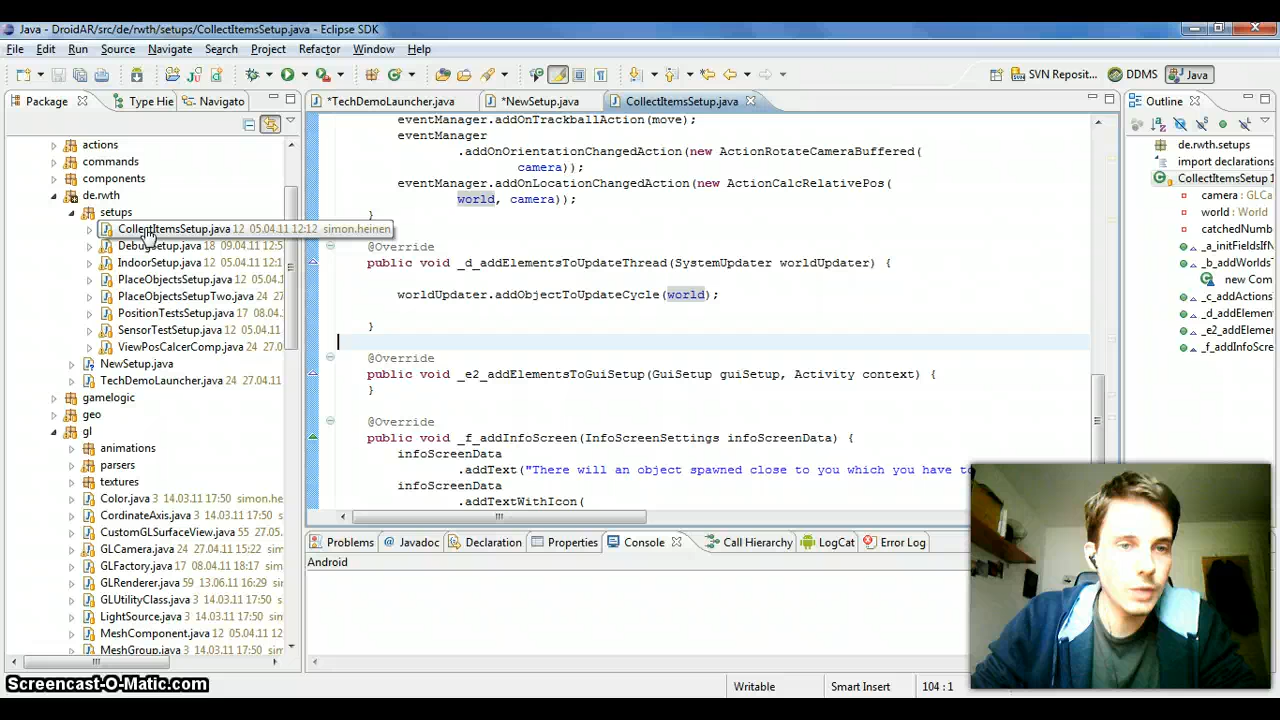 Java - DroidAR/src/de/rwth/setups/CollectItemsSetup.java - Eclipse SDK
File Edit Run Source Navigate Search Project Refactor Window Help
SVN Reposit... DDMS Java
Package Type Hie Navigator
*TechDemoLauncher.java *NewSetup.java CollectItemsSetup.java
Outline
actions
commands
components
de.rwth
setups
CollectItemsSetup.java 12 05.04.11 12:12 simon.heinen
DebugSetup.java 18 09.04.11 12:5
IndoorSetup.java 12 05.04.11 12:
PlaceObjectsSetup.java 12 05.04.
PlaceObjectsSetupTwo.java 24 27.
PositionTestsSetup.java 17 08.04.
SensorTestSetup.java 12 05.04.11
ViewPosCalcerComp.java 24 27.0
NewSetup.java
TechDemoLauncher.java 24 27.04.11
gamelogic
geo
gl
animations
parsers
textures
Color.java 3 14.03.11 17:50 simon.he
CordinateAxis.java 3 14.03.11 17:50
CustomGLSurfaceView.java 55 27.05
GLCamera.java 24 27.04.11 15:22 sim
GLFactory.java 17 08.04.11 18:17 sim
GLRenderer.java 59 13.06.11 16:29 si
GLUtilityClass.java 3 14.03.11 17:50
LightSource.java 3 14.03.11 17:50 sim
MeshComponent.java 12 05.04.11 12
MeshGroup.java 12 05.04.11 12:12 sim
eventManager.addOnTrackballAction(move);
eventManager
.addOnOrientationChangedAction(new ActionRotateCameraBuffered(
camera));
eventManager.addOnLocationChangedAction(new ActionCalcRelativePos(
world, camera));
}
@Override
public void _d_addElementsToUpdateThread(SystemUpdater worldUpdater) {
worldUpdater.addObjectToUpdateCycle(world);
}
@Override
public void _e2_addElementsToGuiSetup(GuiSetup guiSetup, Activity context) {
}
@Override
public void _f_addInfoScreen(InfoScreenSettings infoScreenData) {
infoScreenData
.addText("There will an object spawned close to you which you have to
infoScreenData
.addTextWithIcon(
de.rwth.setups
import declarations
CollectItemsSetup 1
camera : GLCa
world : World
catchedNumbe
_a_initFieldsIfN
_b_addWorldsT
new Com
_c_addActions
_d_addElemen
_e2_addElemen
_f_addInfoScre
Problems Javadoc Declaration Properties Console Call Hierarchy LogCat Error Log
Android
Writable Smart Insert 104 : 1
Screencast-O-Matic.com